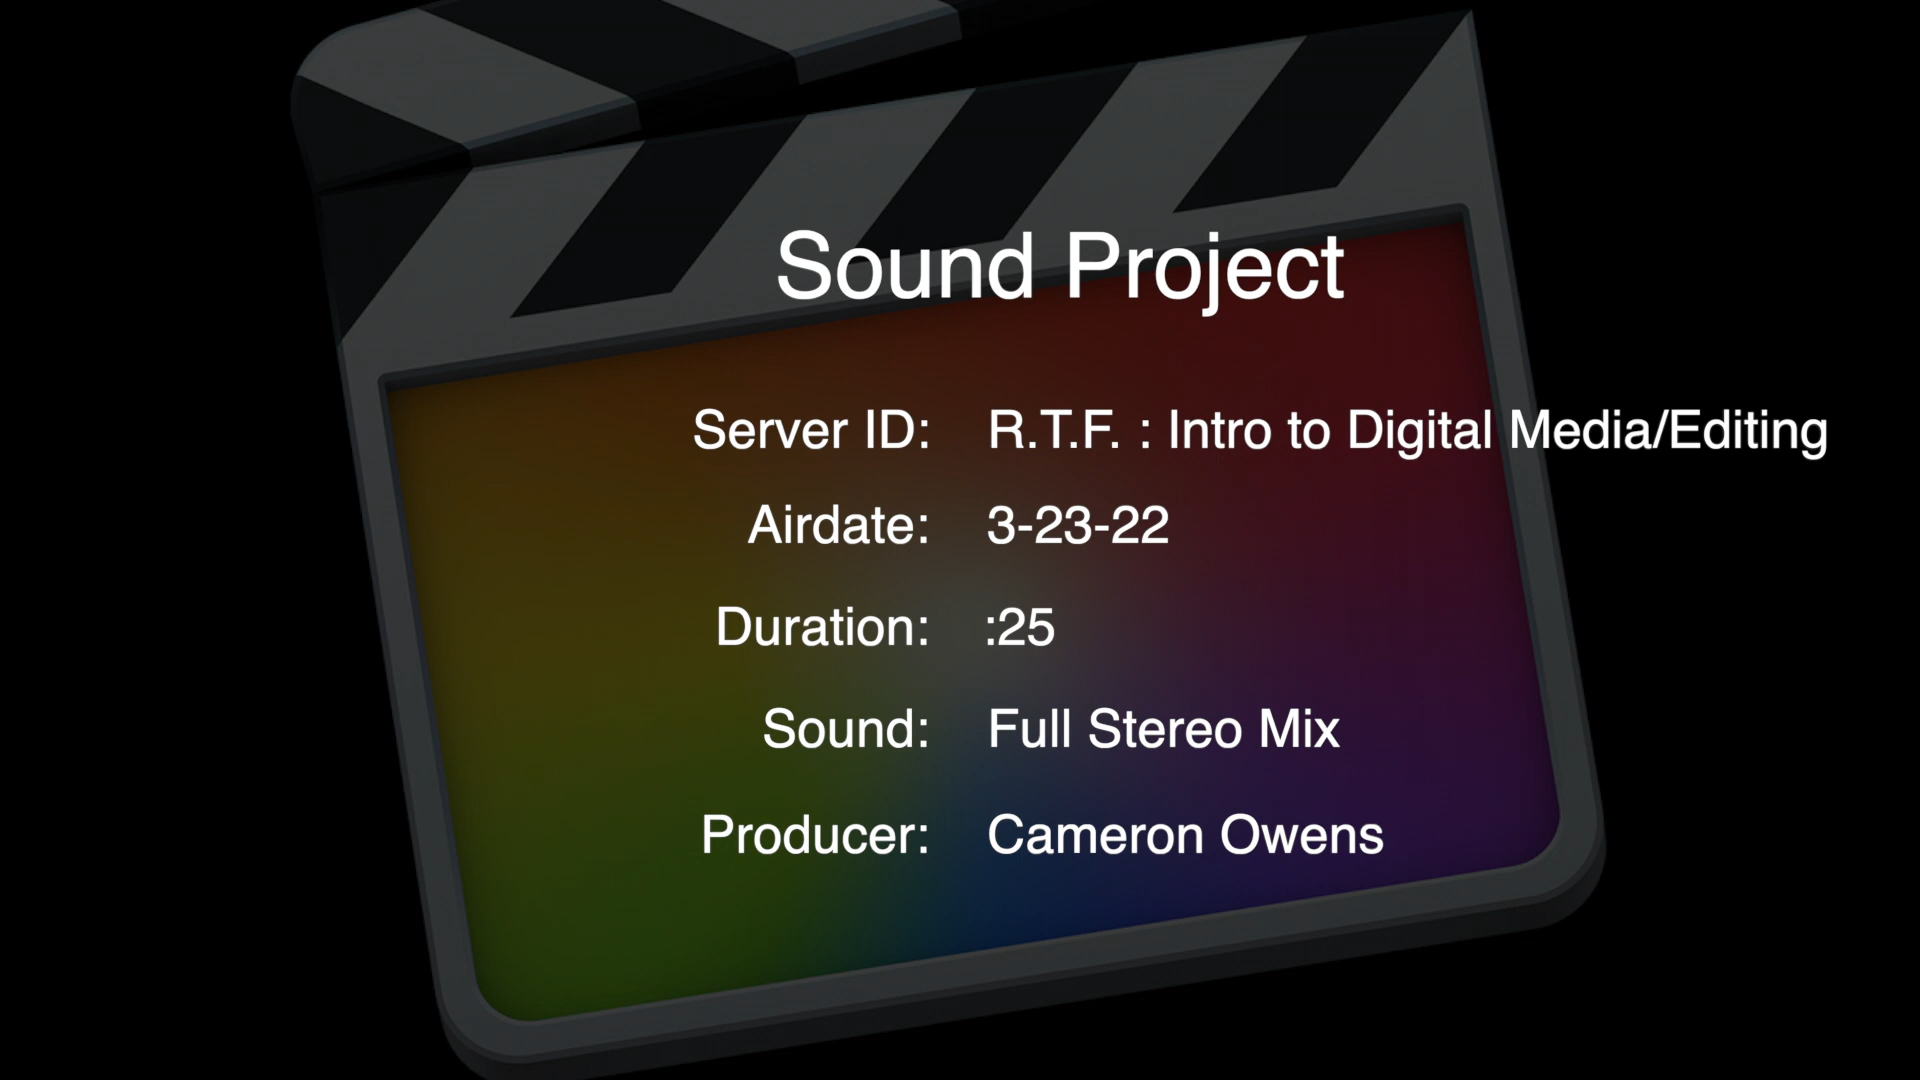 Sound Project
Server ID: R.T.F. : Intro to Digital Media/Editing
Airdate: 3-23-22
Duration: :25
Sound: Full Stereo Mix
Producer: Cameron Owens